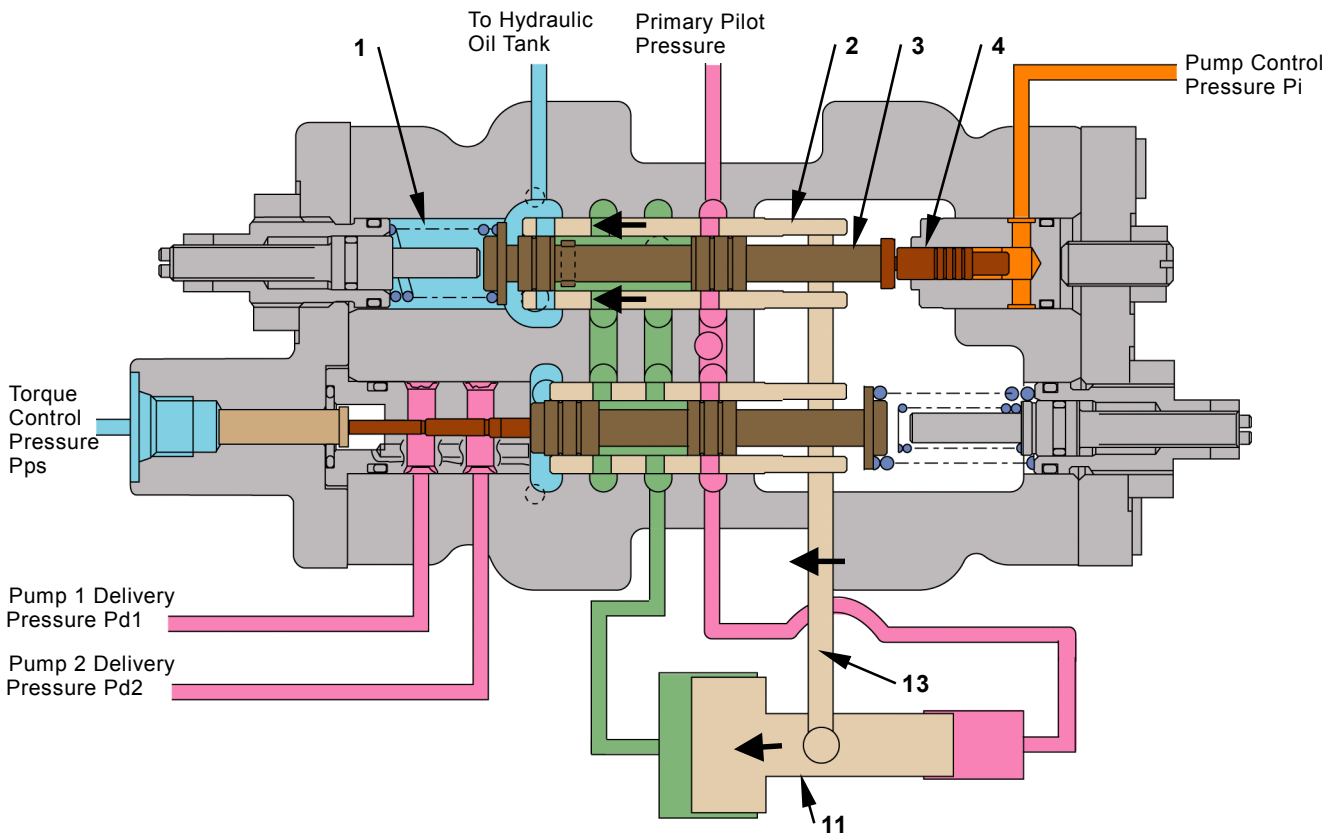 To Hydraulic
Oil Tank
Primary Pilot
Pressure
1
2
3
4
Pump Control
Pressure Pi
Torque
Control
Pressure
Pps
Pump 1 Delivery
Pressure Pd1
Pump 2 Delivery
Pressure Pd2
13
11